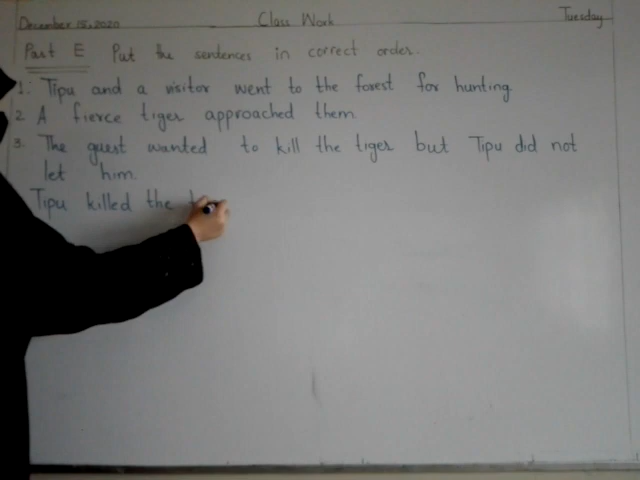 December 15, 2020 Class Work Tuesday
Part E Put the sentences in correct order.
1. Tipu and a visitor went to the forest for hunting
2. A fierce tiger approached them.
3. The guest wanted to kill the tiger but Tipu did not
let him.
Tipu killed the t